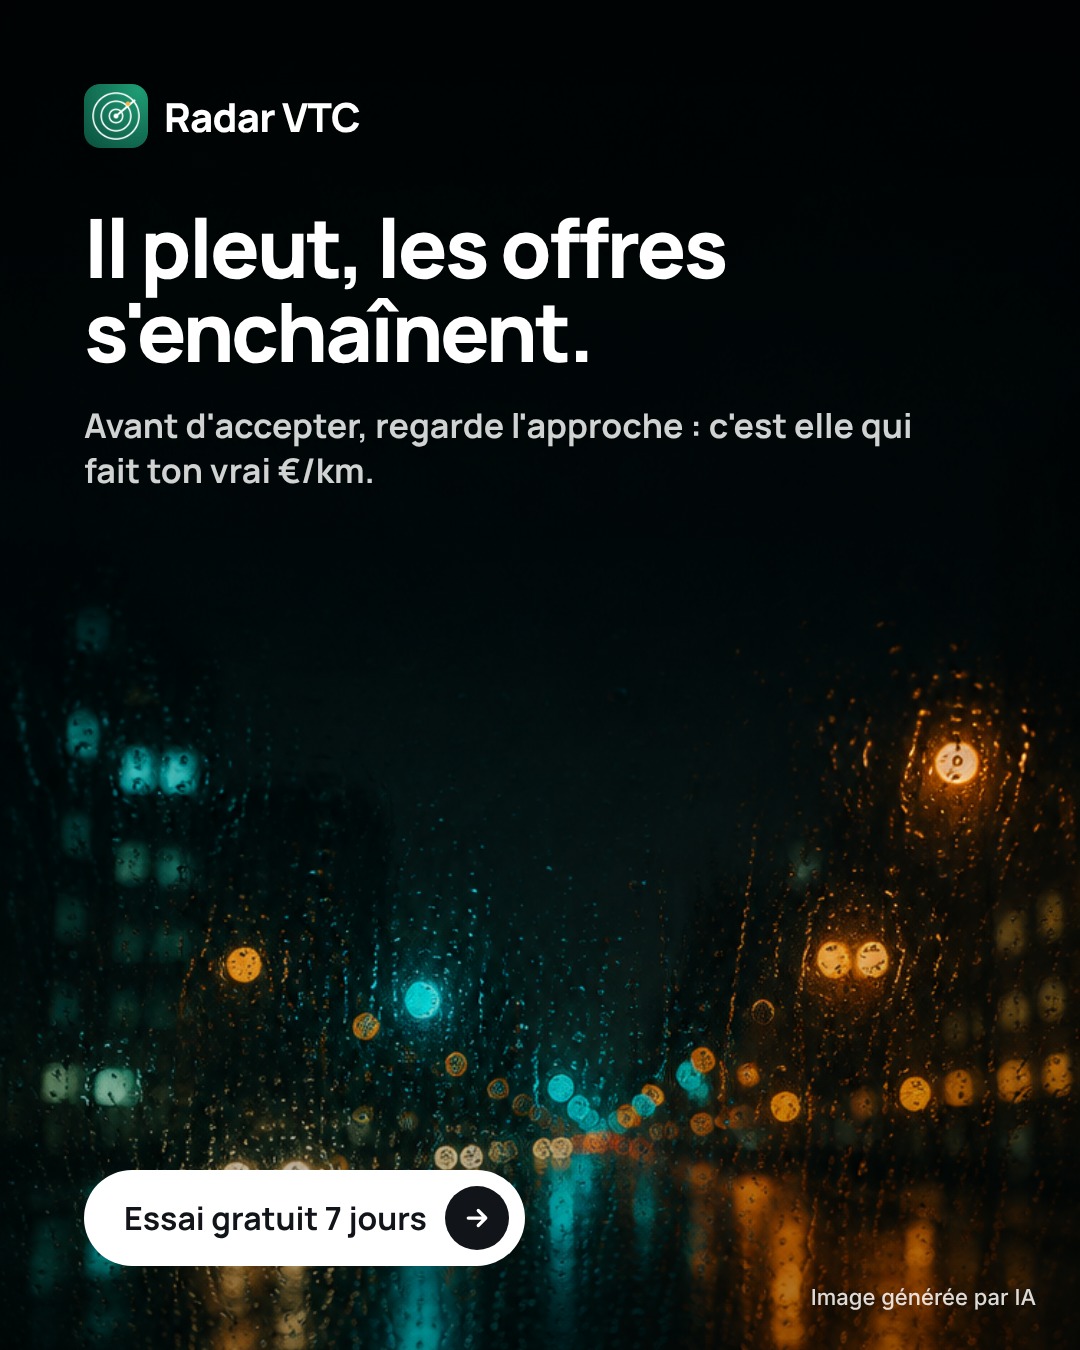 Radar VTC
Il pleut, les offres
s'enchaînent.
Avant d'accepter, regarde l'approche : c'est elle qui
fait ton vrai €/km.
Essai gratuit 7 jours
Image générée par IA